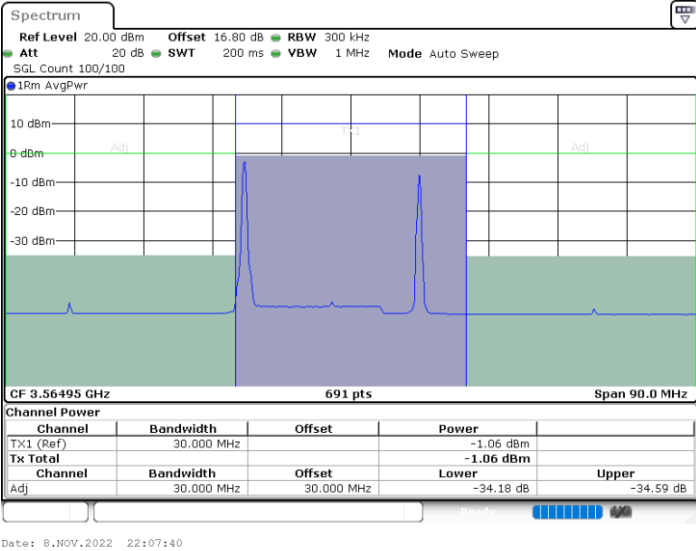 Spectrum
Ref Level 20.00 dBm Offset 16.80 dB RBW 300 kHz
Att 20 dB SWT 200 ms VBW 1 MHz Mode Auto Sweep
SGL Count 100/100
1Rm AvgPwr
10 dBm
TX1
Adj
Adj
0 dBm
-10 dBm
-20 dBm
-30 dBm
CF 3.56495 GHz 691 pts Span 90.0 MHz
Channel Power
Channel Bandwidth Offset Power
TX1 (Ref) 30.000 MHz -1.06 dBm
Tx Total -1.06 dBm
Channel Bandwidth Offset Lower Upper
Adj 30.000 MHz 30.000 MHz -34.18 dB -34.59 dB
Ready
Date: 8.NOV.2022 22:07:40